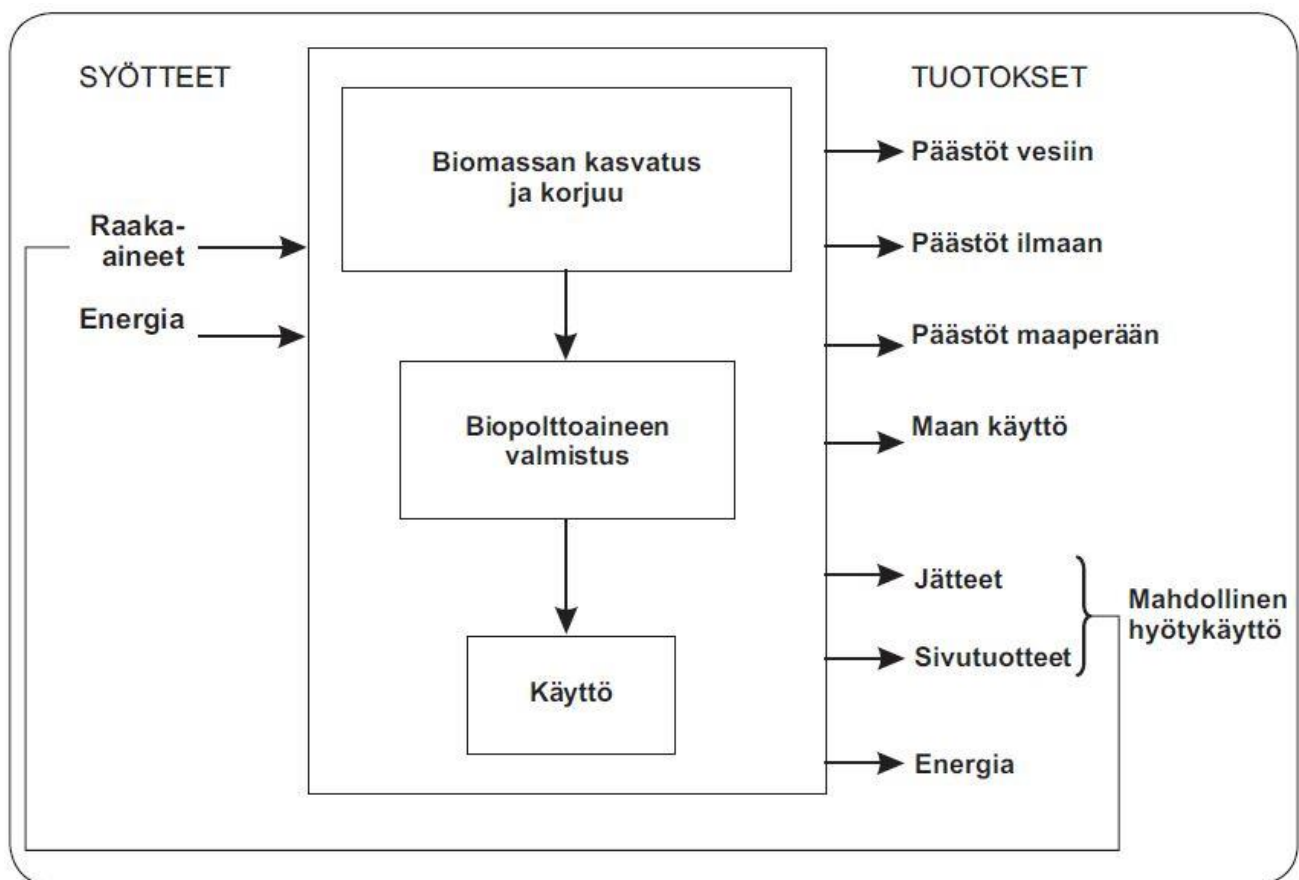 SYÖTTEET
Raaka-
aineet
Energia
Biomassan kasvatus
ja korjuu
Biopolttoaineen
valmistus
Käyttö
TUOTOKSET
Päästöt vesiin
Päästöt ilmaan
Päästöt maaperään
Maan käyttö
Jätteet
Sivutuotteet
Energia
Mahdollinen
hyötykäyttö